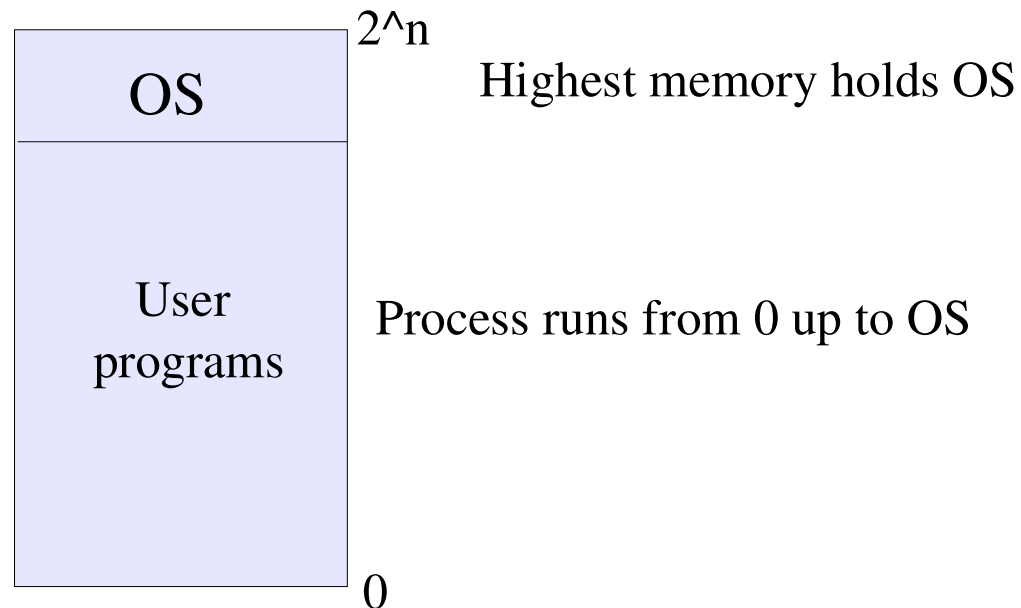 2^n
OS
Highest memory holds OS
User
programs
Process runs from 0 up to OS
0